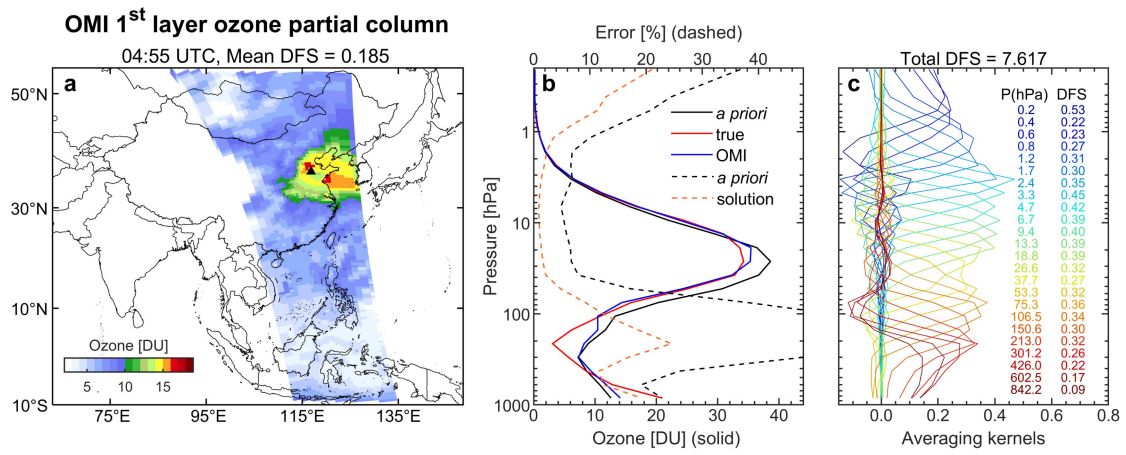 OMI 1st layer ozone partial column
04:55 UTC, Mean DFS = 0.185
a
50°N
30°N
10°N
10°S
75°E
95°E
115°E
135°E
Ozone [DU]
5
10
15
Error [%] (dashed)
0
10
20
30
40
b
a priori
true
OMI
a priori
solution
Pressure [hPa]
1
10
100
1000
0
10
20
30
40
Ozone [DU] (solid)
Total DFS = 7.617
c
P(hPa) DFS
0.2 0.53
0.4 0.22
0.6 0.23
0.8 0.27
1.2 0.31
1.7 0.30
2.4 0.35
3.3 0.45
4.7 0.42
6.7 0.39
9.4 0.40
13.3 0.39
18.8 0.39
26.6 0.32
37.7 0.27
53.3 0.32
75.3 0.36
106.5 0.34
150.6 0.30
213.0 0.32
301.2 0.26
426.0 0.22
602.5 0.17
842.2 0.09
0.0
0.2
0.4
0.6
0.8
Averaging kernels